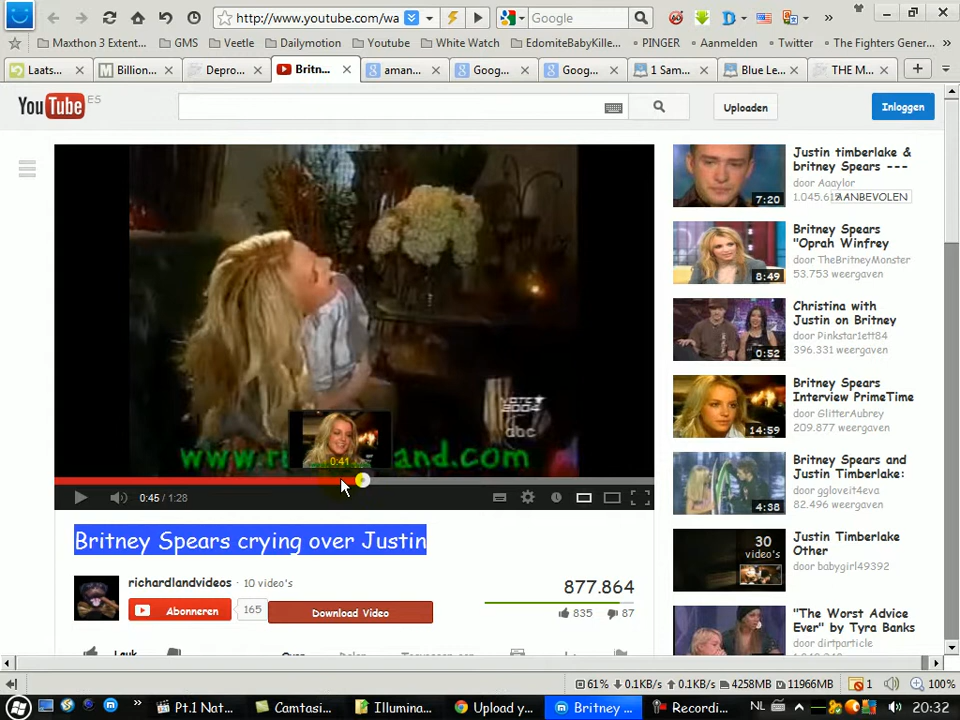 http://www.youtube.com/wa
Google
Maxthon 3 Extent...
GMS
Veetle
Dailymotion
Youtube
White Watch
EdomiteBabyKille...
PINGER
Aanmelden
Twitter
The Fighters Gener...
Laats...
Billion...
Depro...
Britn...
aman...
Goog...
Goog...
1 Sam...
Blue Le...
THE M...
YouTube ES
Uploaden
Inloggen
VOTE 2004
abc
0:41
0:45 / 1:28
Britney Spears crying over Justin
richardlandvideos · 10 video's
Abonneren
165
Download Video
877.864
835
87
Leuk
Over
Delen
7:20
Justin timberlake &
britney Spears ---
door Aaaylor
AANBEVOLEN
8:49
Britney Spears
"Oprah Winfrey
door TheBritneyMonster
53.753 weergaven
0:52
Christina with
Justin on Britney
door Pinkstar1ett84
396.331 weergaven
14:59
Britney Spears
Interview PrimeTime
door GlitterAubrey
209.877 weergaven
4:38
Britney Spears and
Justin Timberlake:
door ggloveit4eva
82.496 weergaven
30
video's
Justin Timberlake
Other
door babygirl49392
"The Worst Advice
Ever" by Tyra Banks
door dirtparticle
61%
0.1KB/s
0.1KB/s
4258MB
11966MB
1
100%
Pt.1 Nat...
Camtasi...
Illumina...
Upload y...
Britney ...
Recordi...
NL
20:32